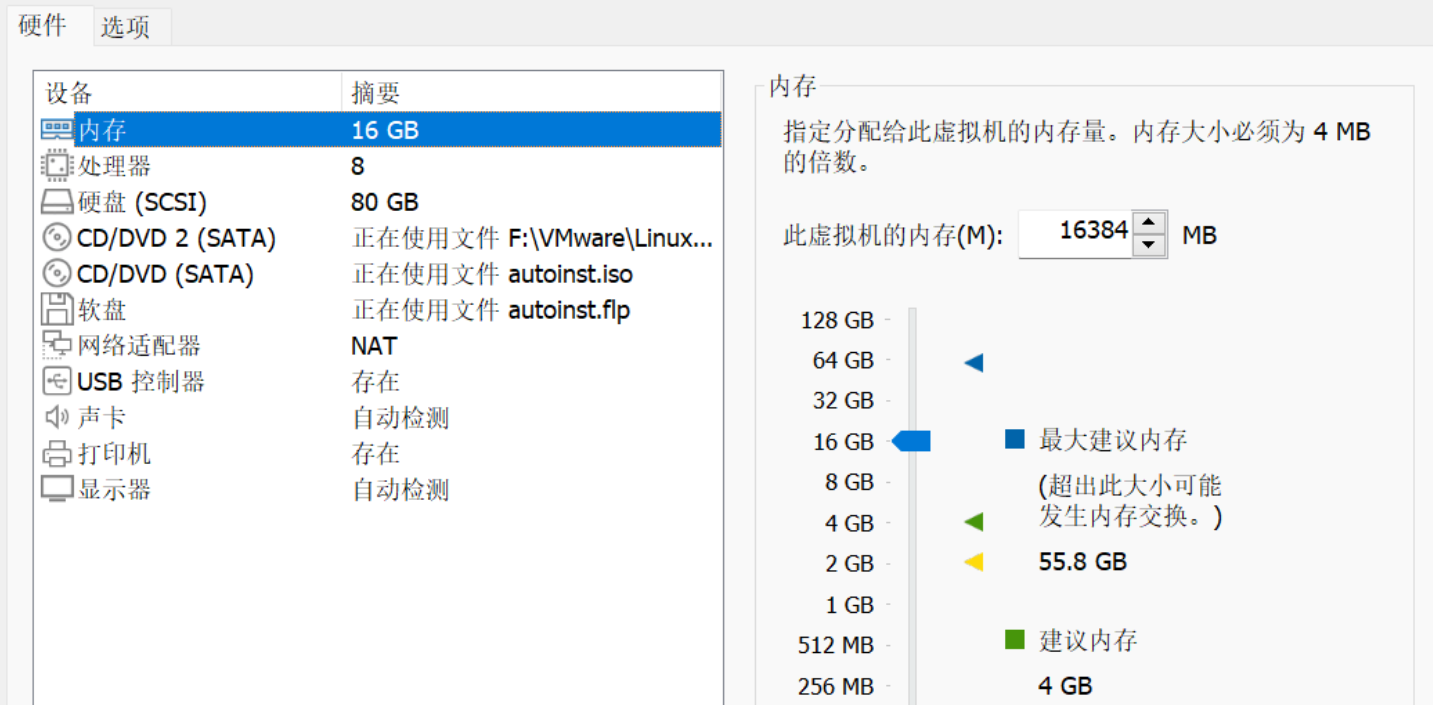 硬件 选项
设备 摘要
内存 16 GB
处理器 8
硬盘 (SCSI) 80 GB
CD/DVD 2 (SATA) 正在使用文件 F:\VMware\Linux...
CD/DVD (SATA) 正在使用文件 autoinst.iso
软盘 正在使用文件 autoinst.flp
网络适配器 NAT
USB 控制器 存在
声卡 自动检测
打印机 存在
显示器 自动检测
内存
指定分配给此虚拟机的内存量。内存大小必须为 4 MB
的倍数。
此虚拟机的内存(M): 16384 MB
128 GB
64 GB
32 GB
16 GB
8 GB
4 GB
2 GB
1 GB
512 MB
256 MB
最大建议内存
(超出此大小可能
发生内存交换。)
55.8 GB
建议内存
4 GB